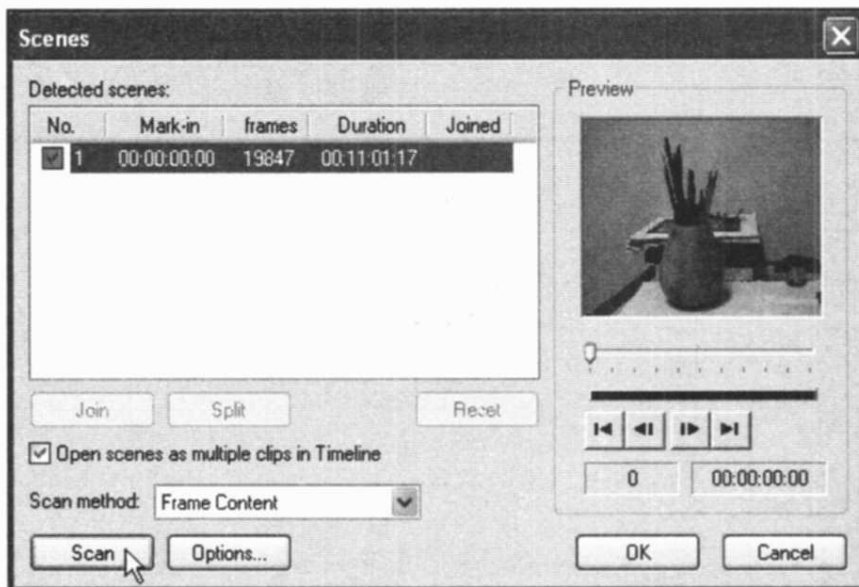 Scenes
Detected scenes:
No. Mark-in frames Duration Joined
1 00:00:00:00 19847 00:11:01:17
Join Split Reset
Open scenes as multiple clips in Timeline
Scan method: Frame Content
Scan Options...
Preview
0 00:00:00:00
OK Cancel